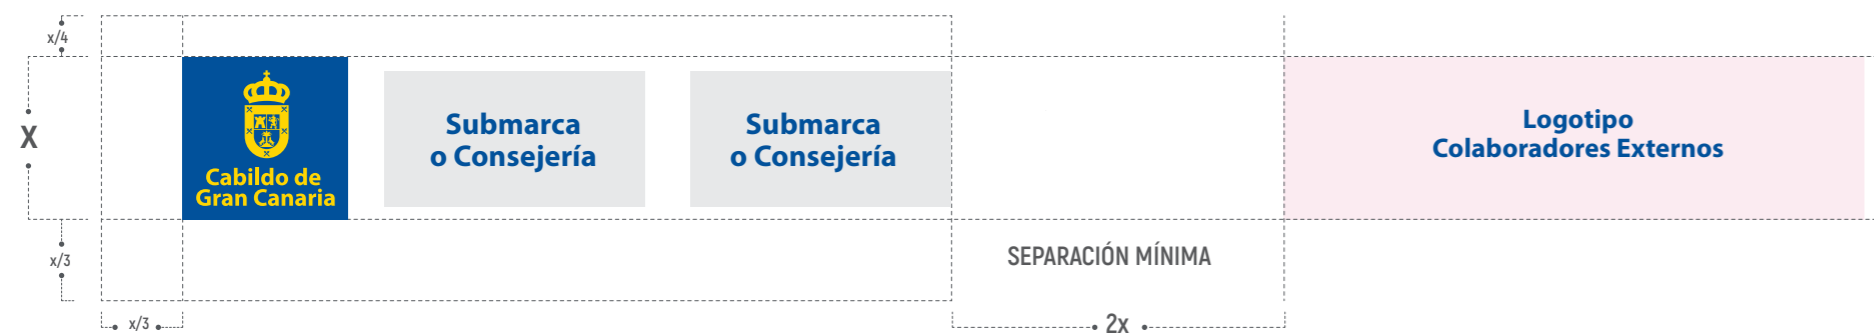 x/4
X
Cabildo de
Gran Canaria
Submarca
o Consejería
Submarca
o Consejería
Logotipo
Colaboradores Externos
x/3
SEPARACIÓN MÍNIMA
x/3
2x